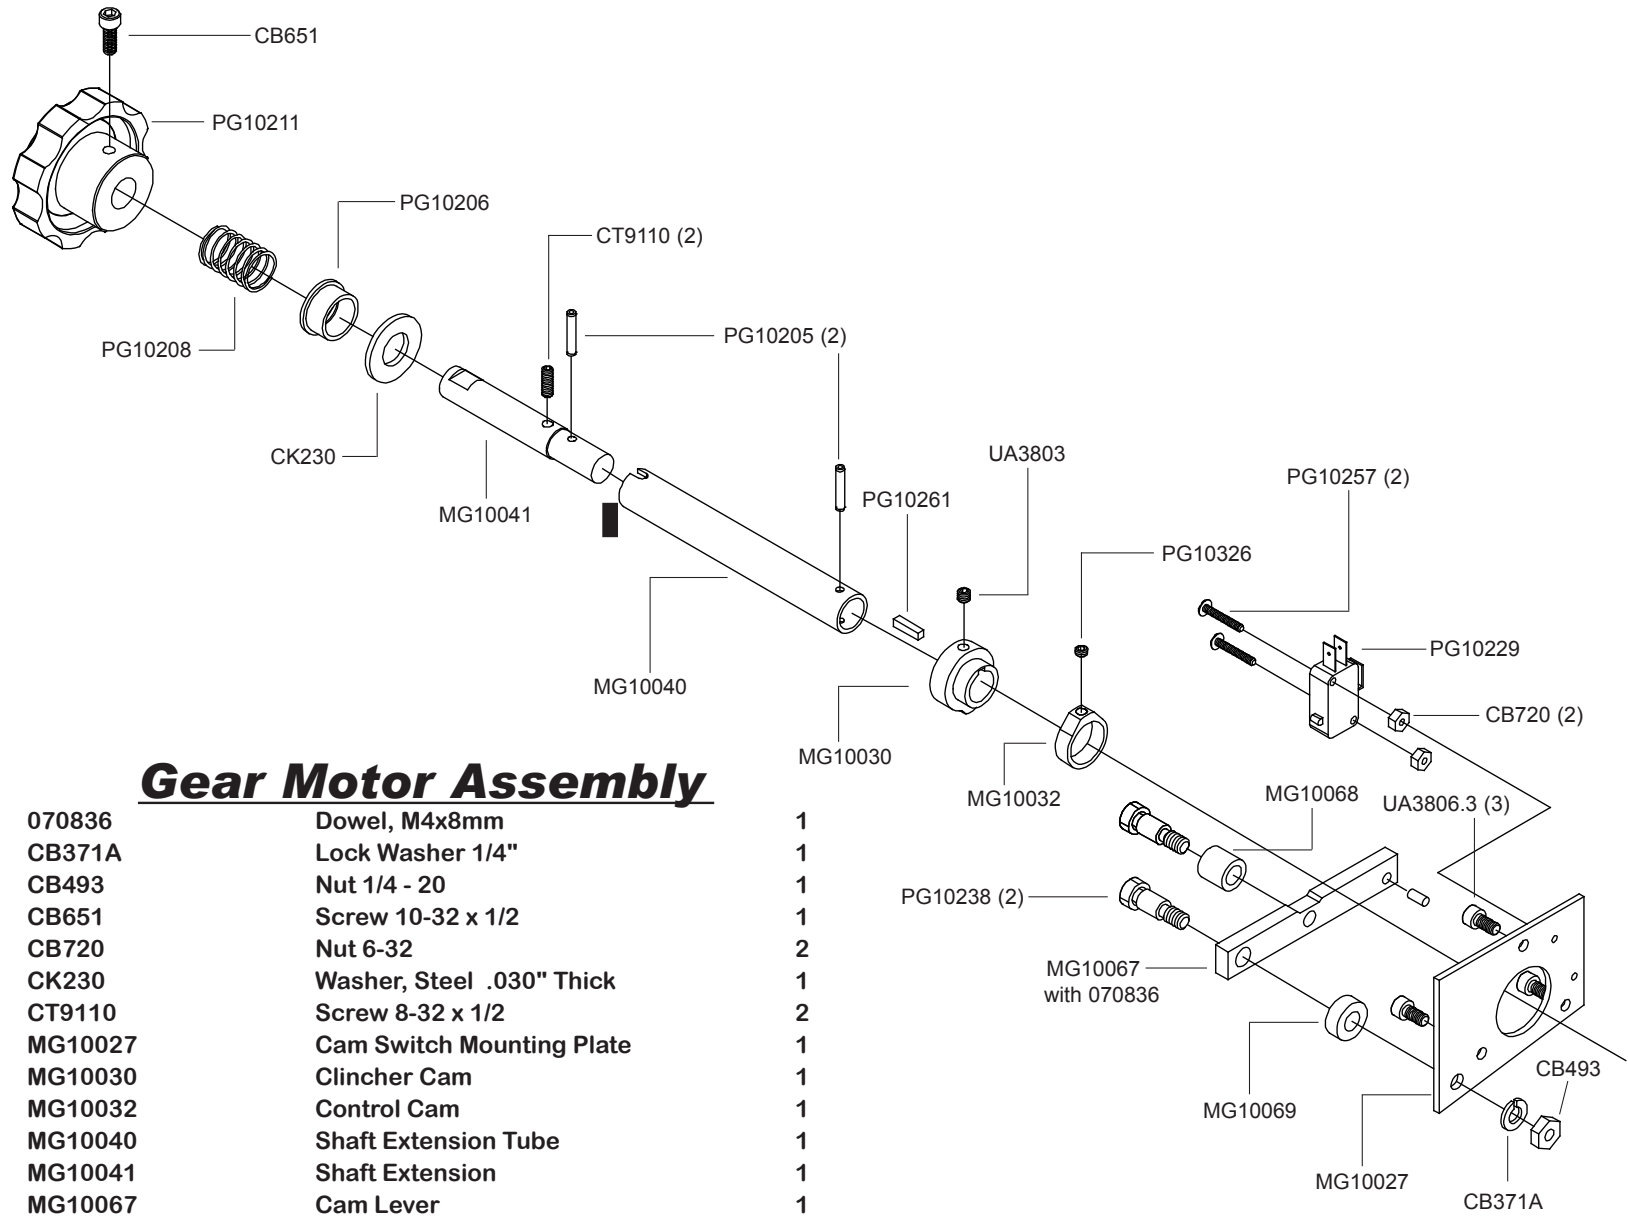 CB651
PG10211
PG10206
CT9110 (2)
PG10205 (2)
PG10208
CK230
MG10041
UA3803
PG10261
PG10257 (2)
PG10326
PG10229
MG10040
CB720 (2)
MG10030
MG10032
MG10068
UA3806.3 (3)
PG10238 (2)
MG10067
with 070836
MG10069
CB493
MG10027
CB371A
Gear Motor Assembly
070836 Dowel, M4x8mm 1
CB371A Lock Washer 1/4" 1
CB493 Nut 1/4 - 20 1
CB651 Screw 10-32 x 1/2 1
CB720 Nut 6-32 2
CK230 Washer, Steel .030" Thick 1
CT9110 Screw 8-32 x 1/2 2
MG10027 Cam Switch Mounting Plate 1
MG10030 Clincher Cam 1
MG10032 Control Cam 1
MG10040 Shaft Extension Tube 1
MG10041 Shaft Extension 1
MG10067 Cam Lever 1